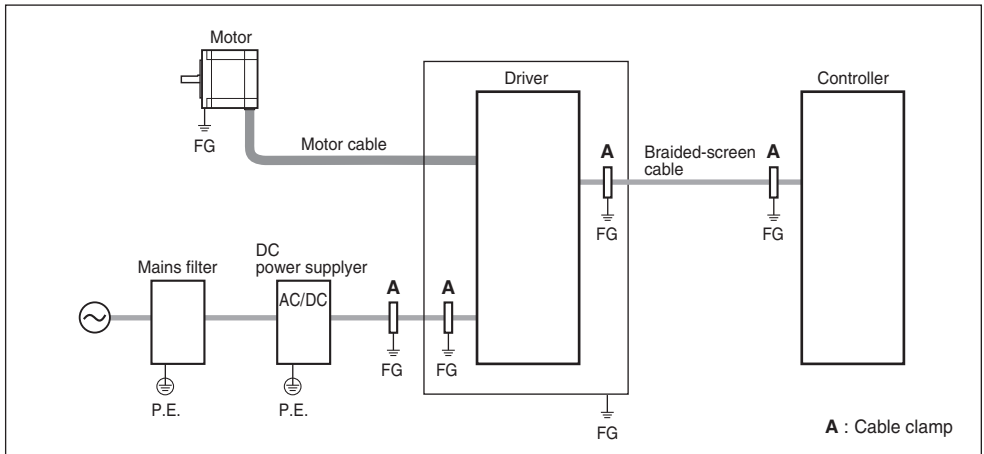 Motor
Driver
Controller
FG
Motor cable
A
Braided-screen
cable
A
FG
FG
Mains filter
DC
power supplyer
AC/DC
A
A
FG
FG
P.E.
P.E.
FG
A : Cable clamp